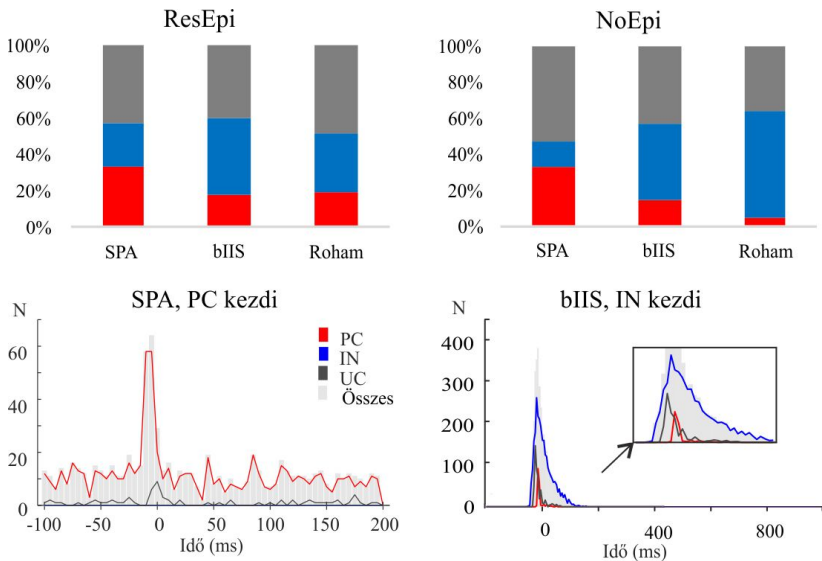 ResEpi
100%
80%
60%
40%
20%
0%
SPA
bIIS
Roham
NoEpi
100%
80%
60%
40%
20%
0%
SPA
bIIS
Roham
SPA, PC kezdi
N
60
40
20
0
-100
-50
0
50
100
150
200
Idő (ms)
PC
IN
UC
Összes
bIIS, IN kezdi
N
400
300
200
100
0
0
400
800
Idő (ms)